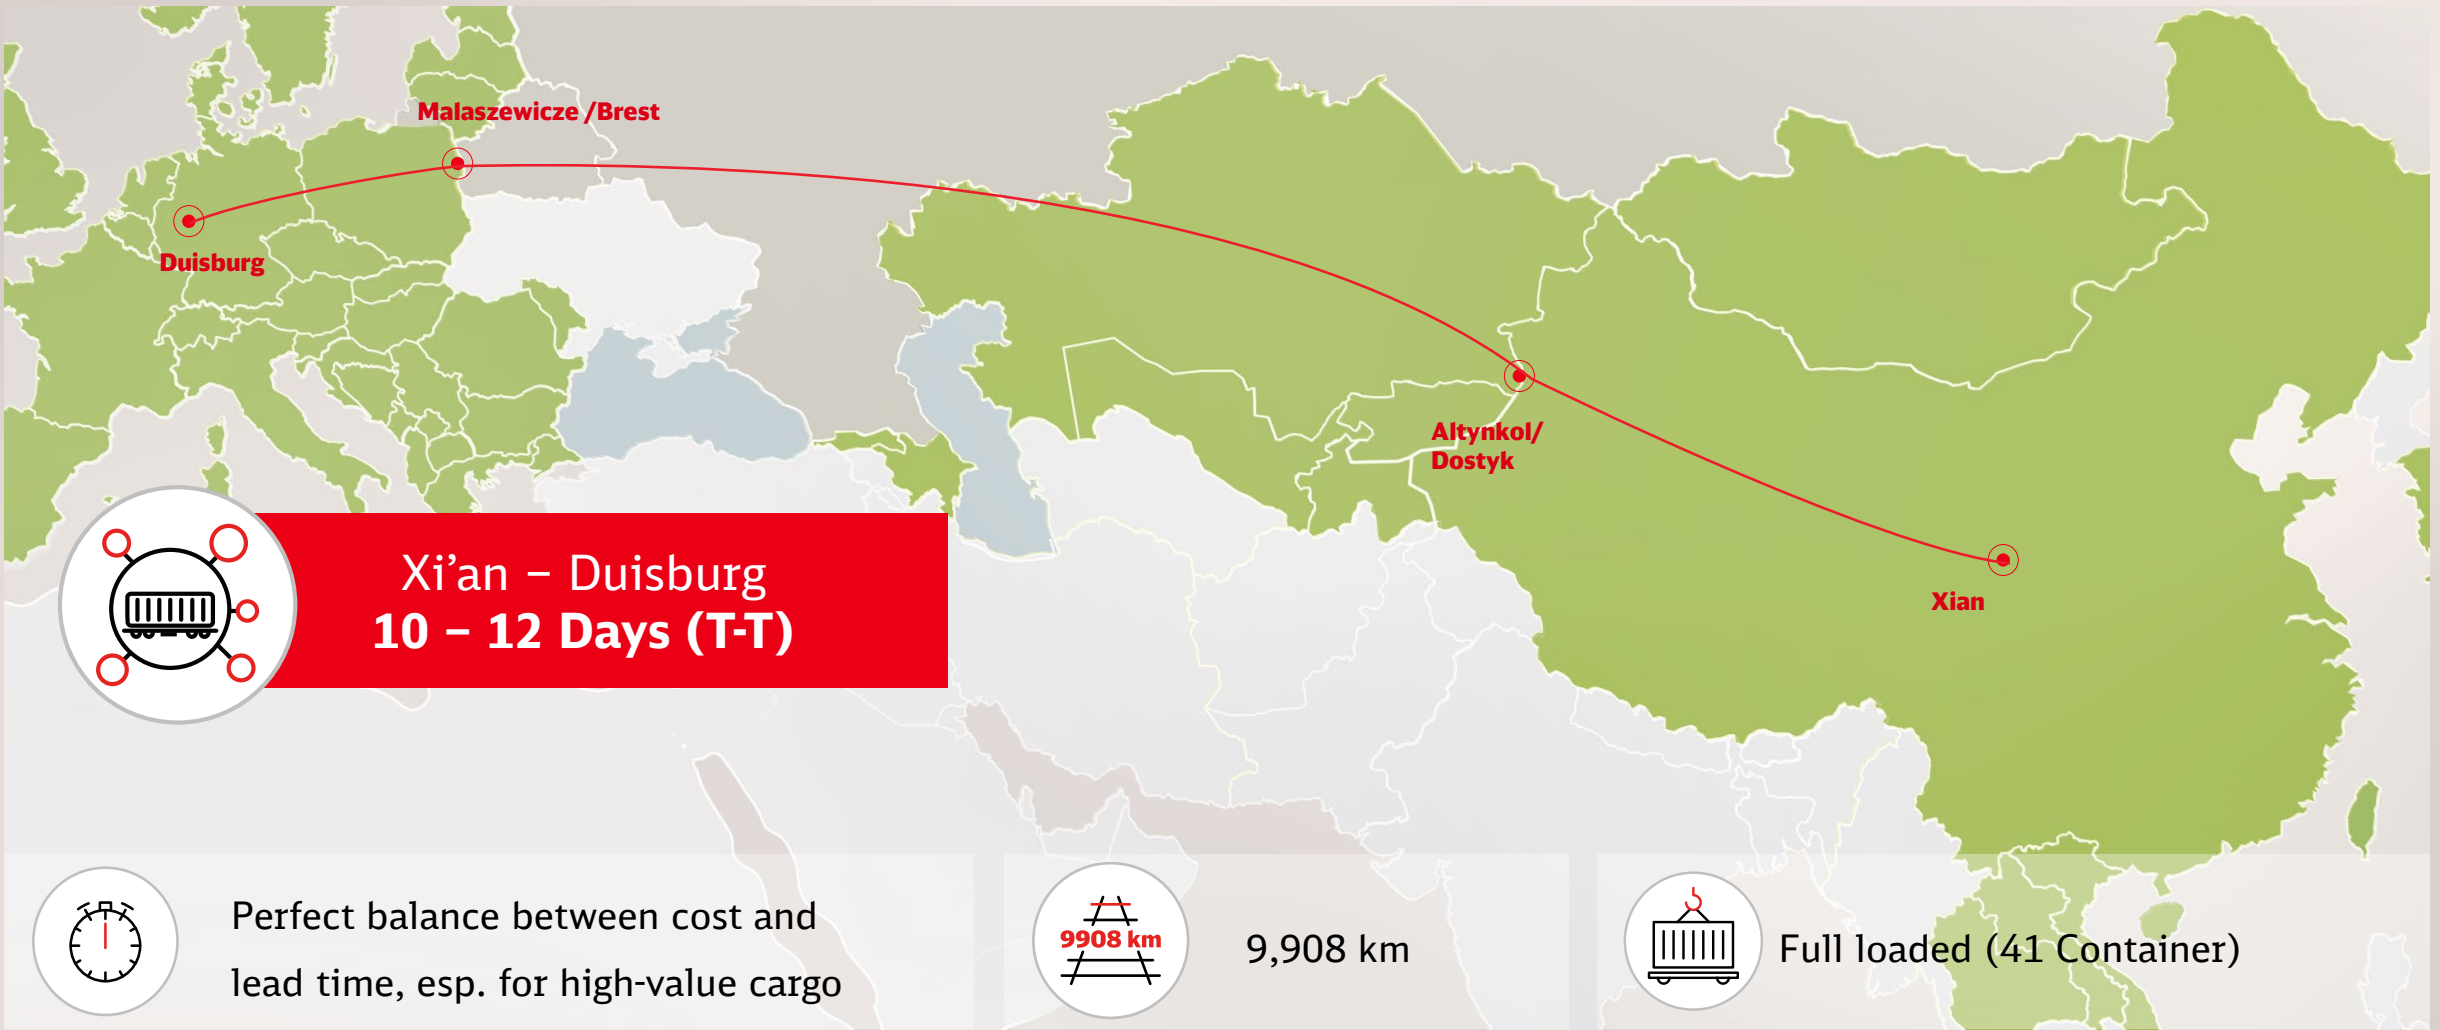 Malaszewicze /Brest
Duisburg
Altynkol/
Dostyk
Xian
Xi’an – Duisburg
10 – 12 Days (T-T)
Perfect balance between cost and
lead time, esp. for high-value cargo
9908 km
9,908 km
Full loaded (41 Container)